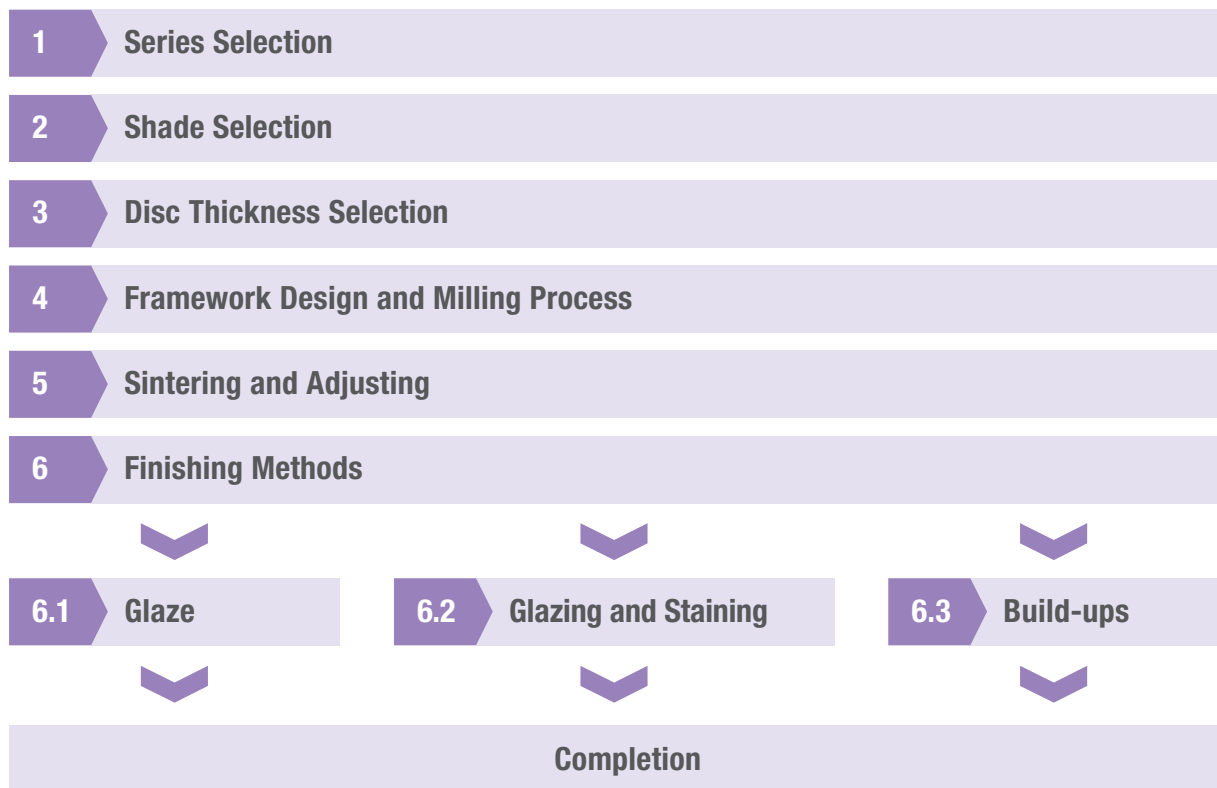 1 Series Selection
2 Shade Selection
3 Disc Thickness Selection
4 Framework Design and Milling Process
5 Sintering and Adjusting
6 Finishing Methods
6.1 Glaze
6.2 Glazing and Staining
6.3 Build-ups
Completion